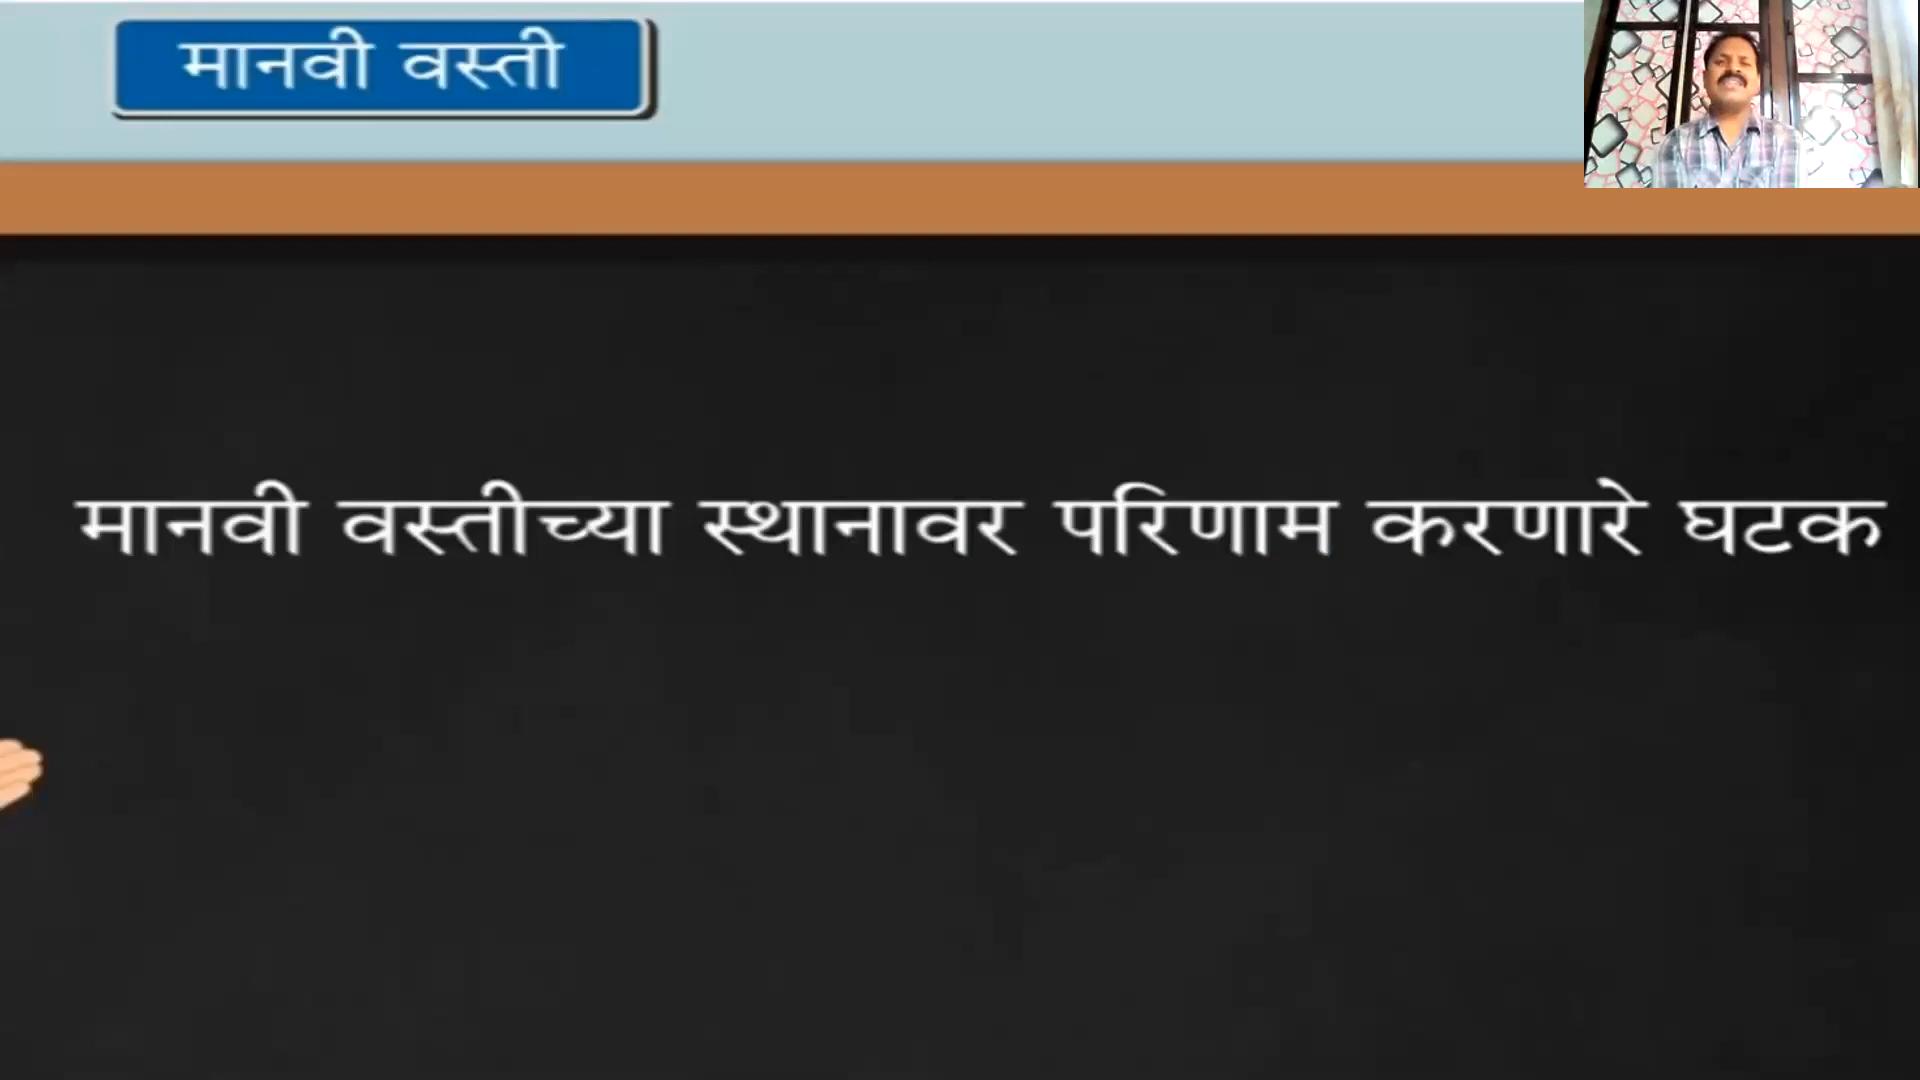 मानवी वस्ती
मानवी वस्तीच्या स्थानावर परिणाम करणारे घटक